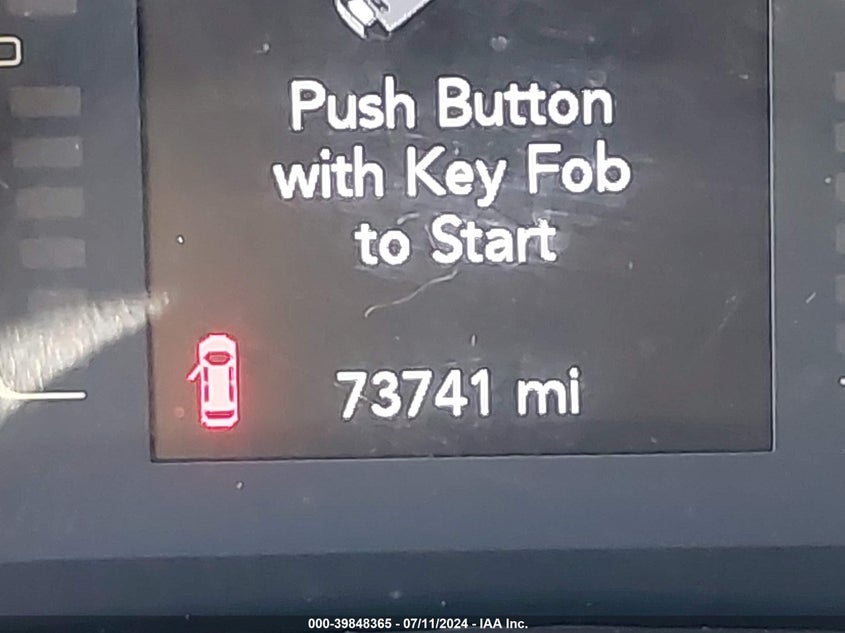 Push Button
with Key Fob
to Start
73741 mi
000-39848365 - 07/11/2024 - IAA Inc.